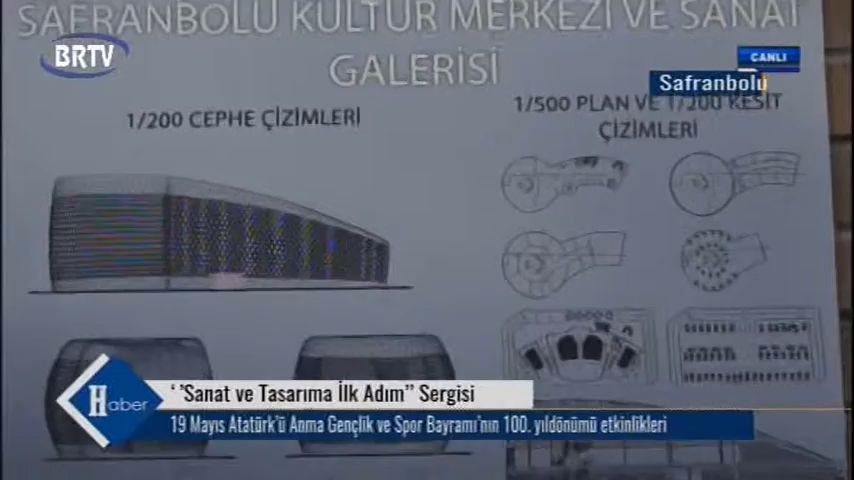 SAFRANBOLU KÜLTÜR MERKEZİ VE SANAT
GALERİSİ
BRTV
CANLI
Safranbolu
1/200 CEPHE ÇİZİMLERİ
1/500 PLAN VE 1/200 KESİT
ÇİZİMLERİ
Haber
‘ ’Sanat ve Tasarıma İlk Adım’’ Sergisi
19 Mayıs Atatürk’ü Anma Gençlik ve Spor Bayramı’nın 100. yıldönümü etkinlikleri